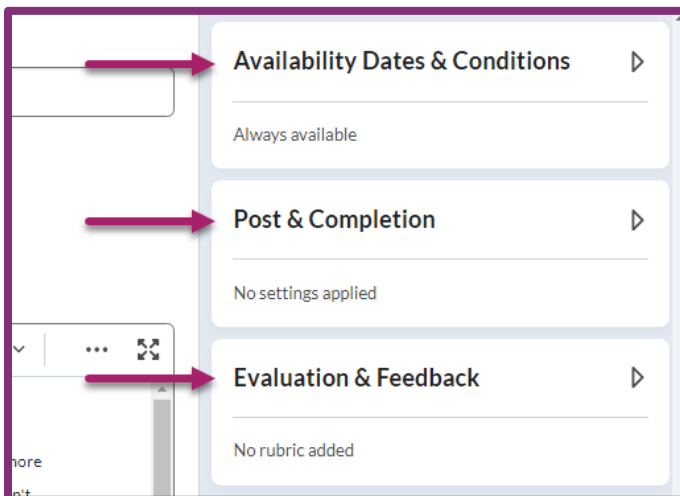 Availability Dates & Conditions
Always available
Post & Completion
No settings applied
Evaluation & Feedback
No rubric added